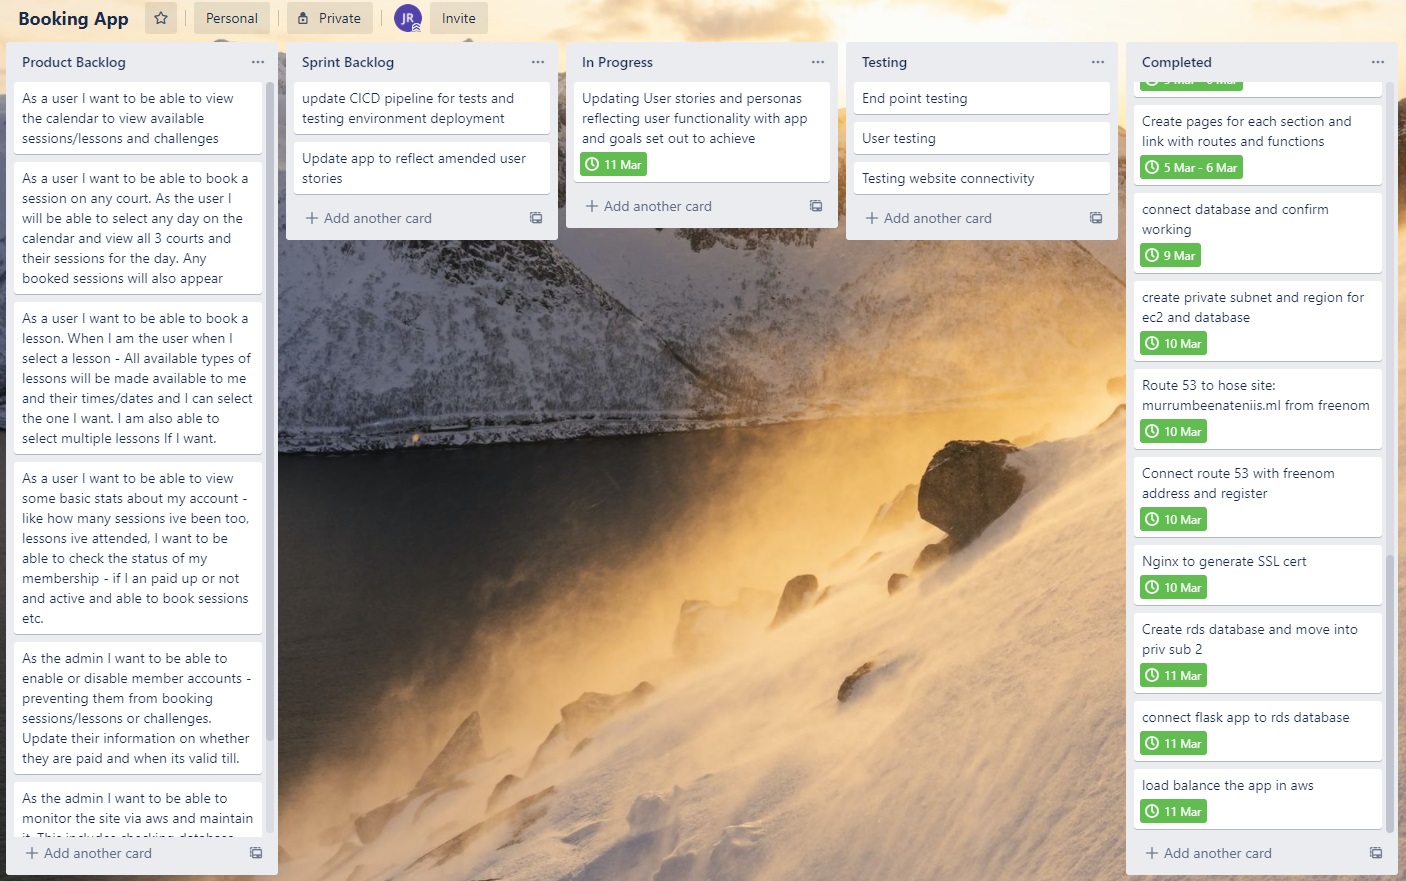 Booking App
Personal
Private
JR
Invite
Product Backlog
As a user I want to be able to view
the calendar to view available
sessions/lessons and challenges
As a user I want to be able to book a
session on any court. As the user I
will be able to select any day on the
calendar and view all 3 courts and
their sessions for the day. Any
booked sessions will also appear
As a user I want to be able to book a
lesson. When I am the user when I
select a lesson - All available types of
lessons will be made available to me
and their times/dates and I can select
the one I want. I am also able to
select multiple lessons If I want.
As a user I want to be able to view
some basic stats about my account -
like how many sessions ive been too,
lessons ive attended, I want to be
able to check the status of my
membership - if I an paid up or not
and active and able to book sessions
etc.
As the admin I want to be able to
enable or disable member accounts -
preventing them from booking
sessions/lessons or challenges.
Update their information on whether
they are paid and when its valid till.
As the admin I want to be able to
monitor the site via aws and maintain
it. This includes checking database
Add another card
Sprint Backlog
update CICD pipeline for tests and
testing environment deployment
Update app to reflect amended user
stories
Add another card
In Progress
Updating User stories and personas
reflecting user functionality with app
and goals set out to achieve
11 Mar
Add another card
Testing
End point testing
User testing
Testing website connectivity
Add another card
Completed
Create pages for each section and
link with routes and functions
5 Mar - 6 Mar
connect database and confirm
working
9 Mar
create private subnet and region for
ec2 and database
10 Mar
Route 53 to hose site:
murrumbeenateniis.ml from freenom
10 Mar
Connect route 53 with freenom
address and register
10 Mar
Nginx to generate SSL cert
10 Mar
Create rds database and move into
priv sub 2
11 Mar
connect flask app to rds database
11 Mar
load balance the app in aws
11 Mar
Add another card